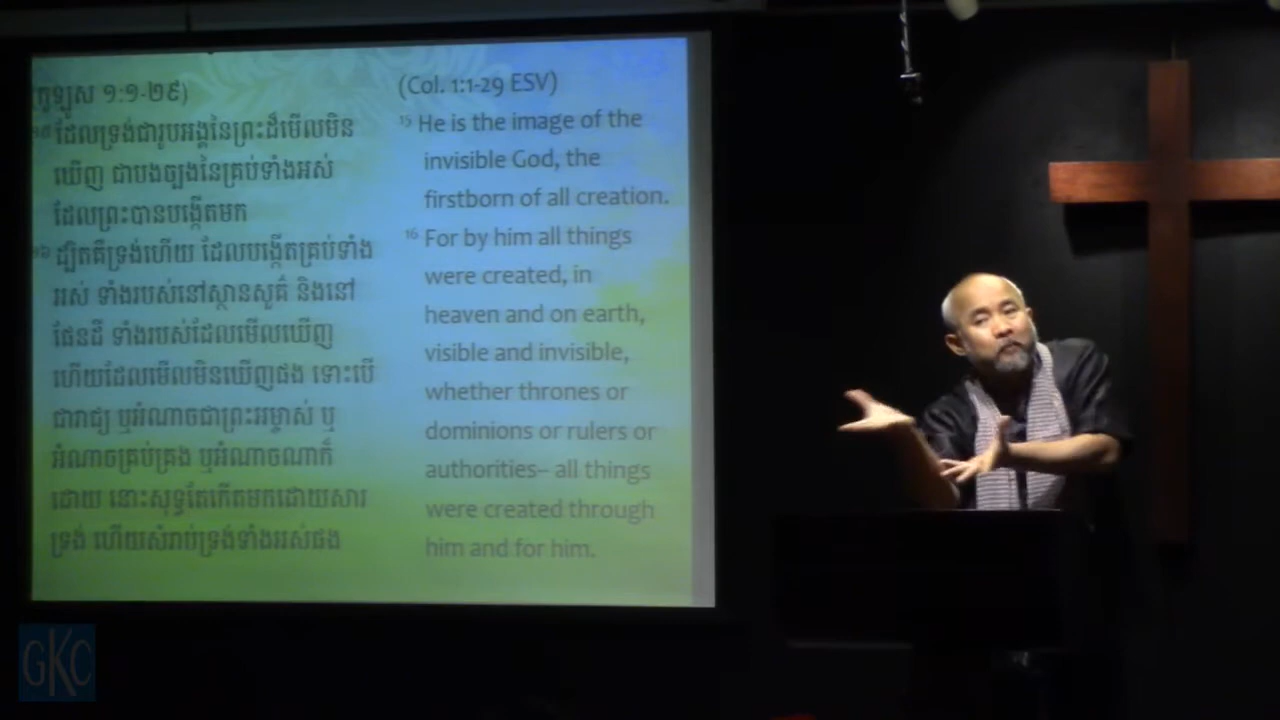 (កូឡូស ១:១-២៩)
១៥ ដែលទ្រង់ជារូបអង្គនៃព្រះដ៏មើលមិន
ឃើញ ជាបងច្បងនៃគ្រប់ទាំងអស់
ដែលព្រះបានបង្កើតមក
១៦ ដ្បិតគឺទ្រង់ហើយ ដែលបង្កើតគ្រប់ទាំង
អស់ ទាំងរបស់នៅស្ថានសួគ៌ និងនៅ
ផែនដី ទាំងរបស់ដែលមើលឃើញ
ហើយដែលមើលមិនឃើញផង ទោះបើ
ជារាជ្យ ឬអំណាចជាព្រះអម្ចាស់ ឬ
អំណាចគ្រប់គ្រង ឬអំណាចណាក៏
ដោយ នោះសុទ្ធតែកើតមកដោយសារ
ទ្រង់ ហើយសំរាប់ទ្រង់ទាំងអស់ផង
(Col. 1:1-29 ESV)
15 He is the image of the
invisible God, the
firstborn of all creation.
16 For by him all things
were created, in
heaven and on earth,
visible and invisible,
whether thrones or
dominions or rulers or
authorities– all things
were created through
him and for him.
GKC